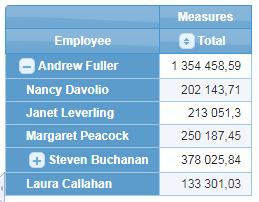 Measures
Employee Total
Andrew Fuller 1 354 458,59
Nancy Davolio 202 143,71
Janet Leverling 213 051,3
Margaret Peacock 250 187,45
Steven Buchanan 378 025,84
Laura Callahan 133 301,03